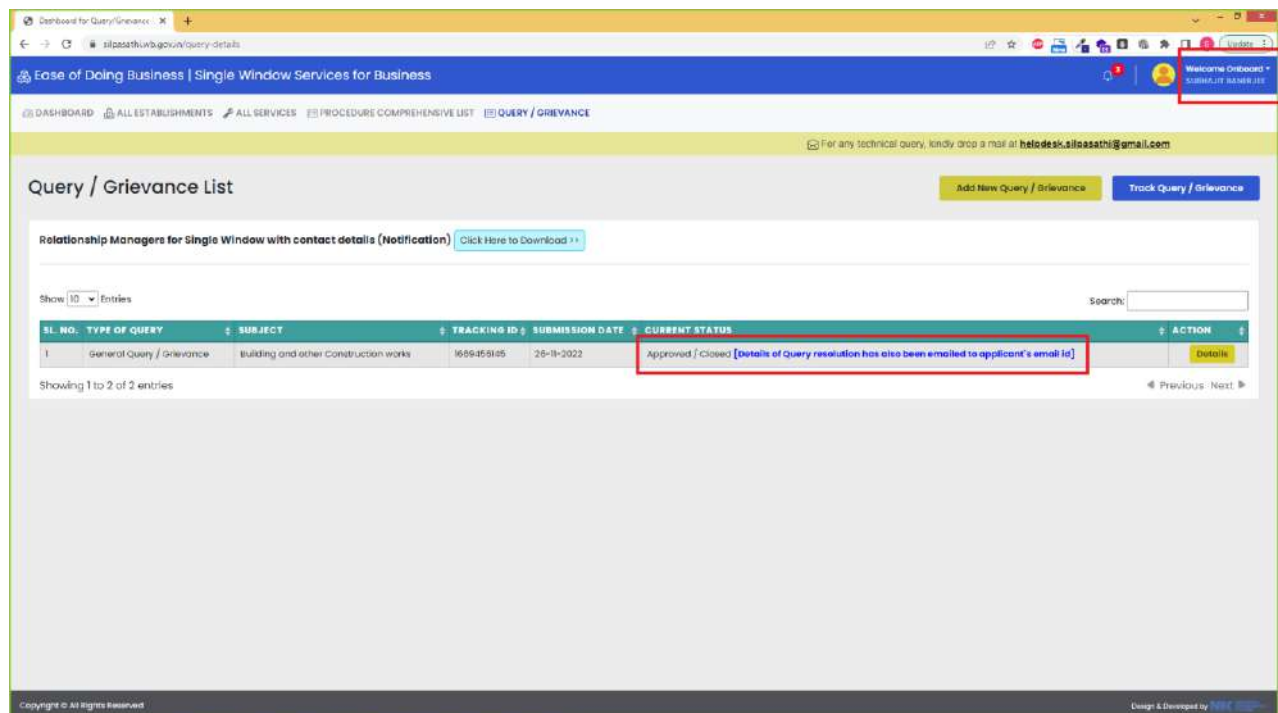 Dashboard for Query/Grievance
silpasathi.wb.gov.in/query-details
Update
Ease of Doing Business | Single Window Services for Business
3
Welcome Onboard
SUBHAJIT BANERJEE
DASHBOARD ALL ESTABLISHMENTS ALL SERVICES PROCEDURE COMPREHENSIVE LIST QUERY / GRIEVANCE
For any technical query, kindly drop a mail at helpdesk.silpasathi@gmail.com
Query / Grievance List
Add New Query / Grievance Track Query / Grievance
Relationship Managers for Single Window with contact details (Notification) Click Here to Download >>
Show 10 Entries Search:
SL. NO. TYPE OF QUERY SUBJECT TRACKING ID SUBMISSION DATE CURRENT STATUS ACTION
1 General Query / Grievance Building and other Construction works 1669456145 26-11-2022 Approved / Closed [Details of Query resolution has also been emailed to applicant's email id] Details
Showing 1 to 2 of 2 entries Previous Next
Copyright © All Rights Reserved Design & Developed by NIC